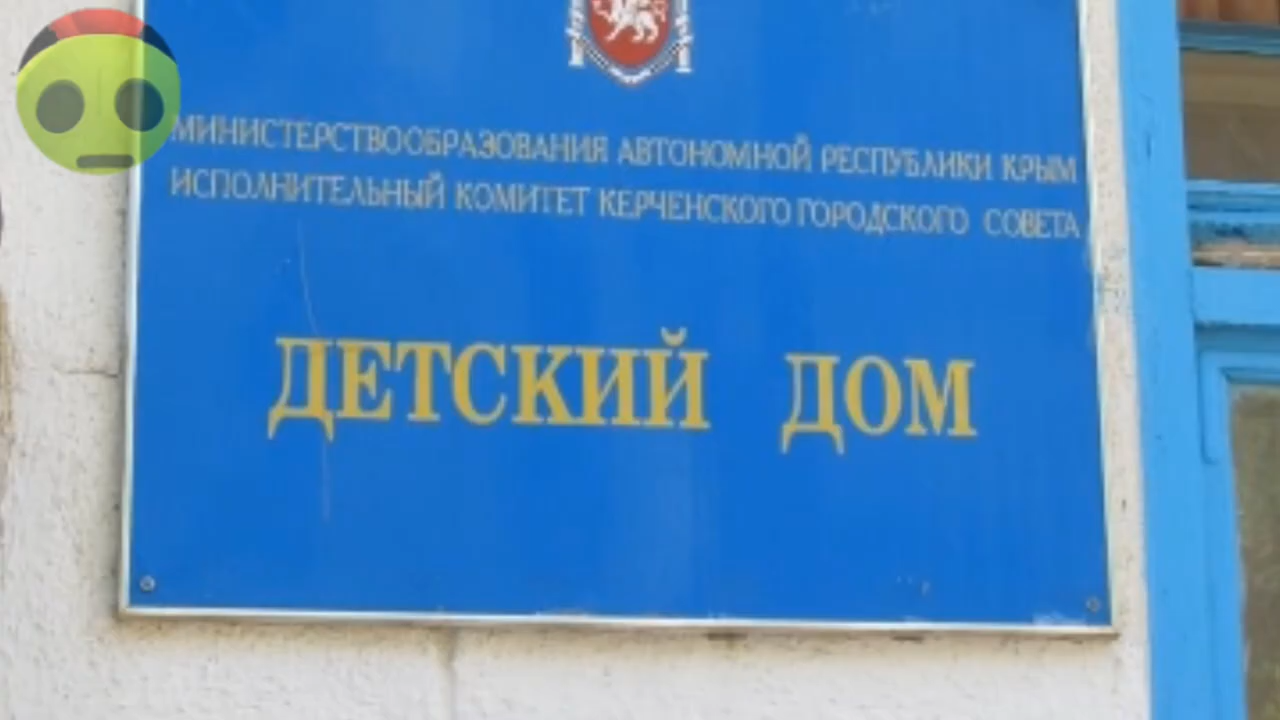 МИНИСТЕРСТВООБРАЗОВАНИЯ АВТОНОМНОЙ РЕСПУБЛИКИ КРЫМ
ИСПОЛНИТЕЛЬНЫЙ КОМИТЕТ КЕРЧЕНСКОГО ГОРОДСКОГО СОВЕТА
ДЕТСКИЙ ДОМ